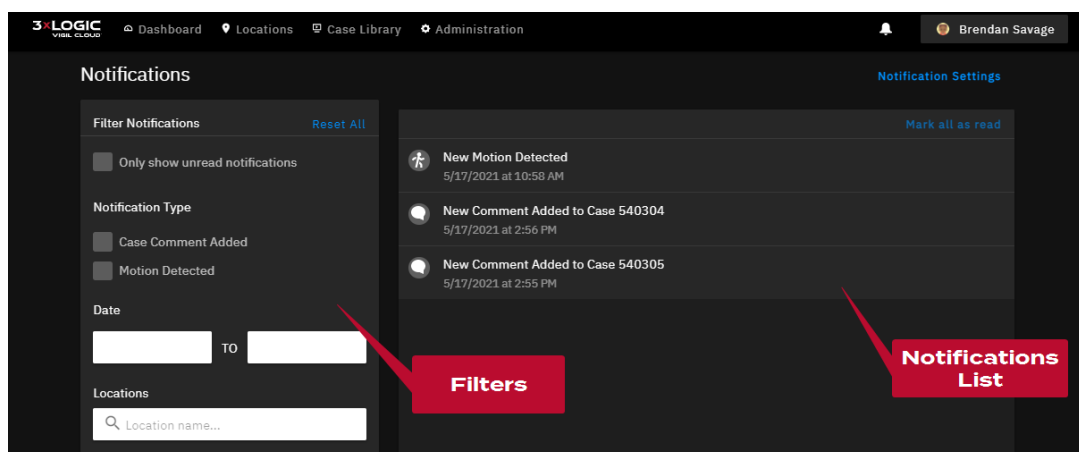 3xLOGIC
VIGIL CLOUD
Dashboard
Locations
Case Library
Administration
Brendan Savage
Notifications
Notification Settings
Filter Notifications
Reset All
Only show unread notifications
Notification Type
Case Comment Added
Motion Detected
Date
TO
Locations
Location name...
Mark all as read
New Motion Detected
5/17/2021 at 10:58 AM
New Comment Added to Case 540304
5/17/2021 at 2:56 PM
New Comment Added to Case 540305
5/17/2021 at 2:55 PM
Filters
Notifications
List